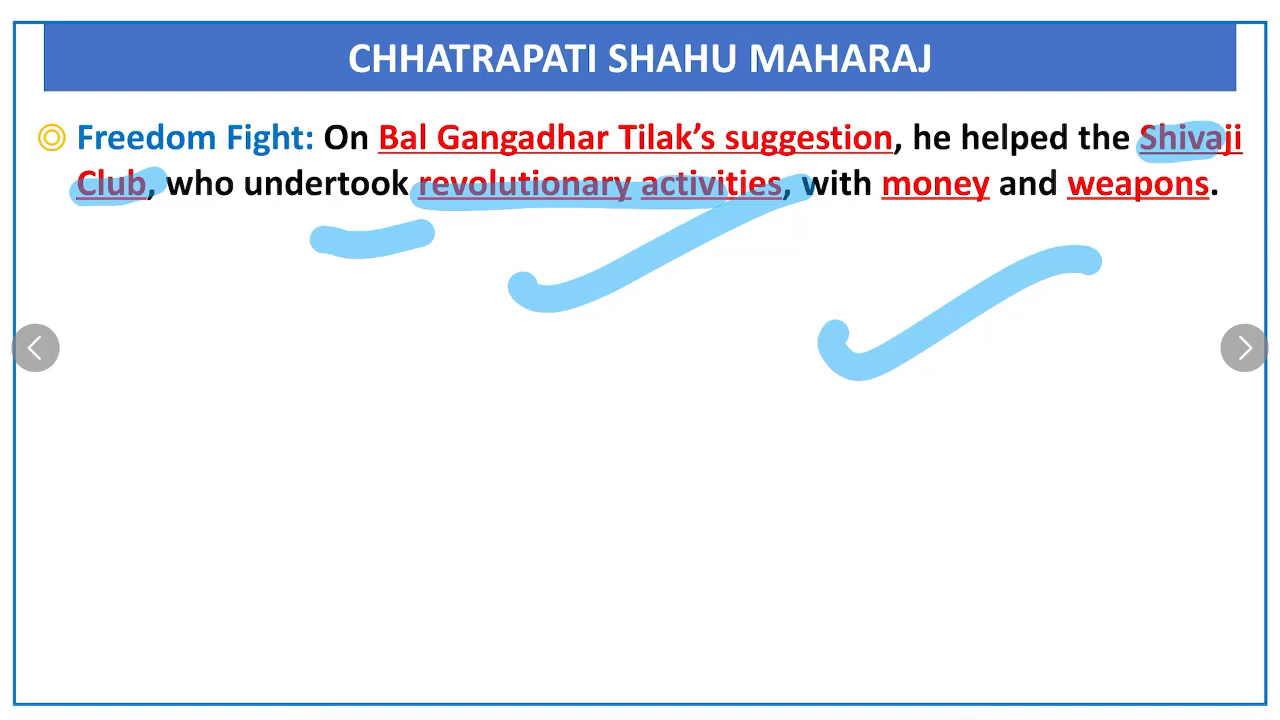 CHHATRAPATI SHAHU MAHARAJ
Freedom Fight: On Bal Gangadhar Tilak’s suggestion, he helped the Shivaji
Club, who undertook revolutionary activities, with money and weapons.